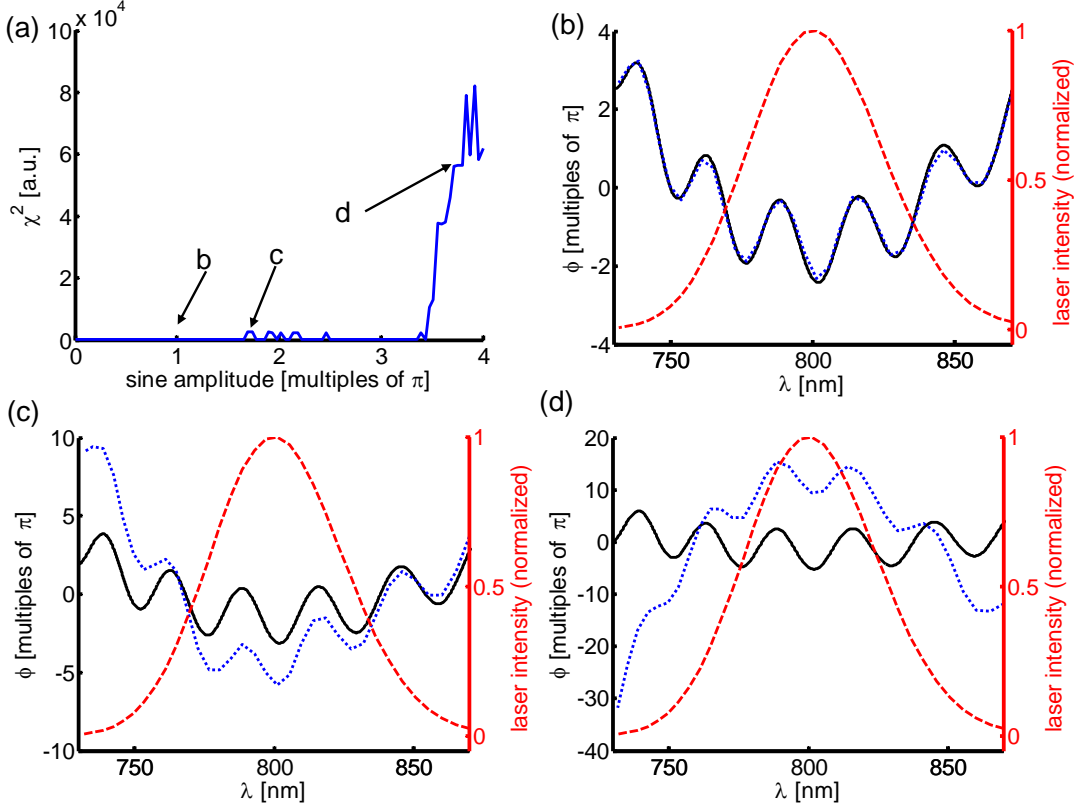 (a)
x 10^4
10
8
6
4
2
0
χ² [a.u.]
b
c
d
0 1 2 3 4
sine amplitude [multiples of π]
(b)
4
2
0
-2
-4
ϕ [multiples of π]
750 800 850
λ [nm]
1
0.5
0
laser intensity (normalized)
(c)
10
5
0
-5
-10
ϕ [multiples of π]
750 800 850
λ [nm]
1
0.5
0
laser intensity (normalized)
(d)
20
10
0
-10
-20
-30
-40
ϕ [multiples of π]
750 800 850
λ [nm]
1
0.5
0
laser intensity (normalized)